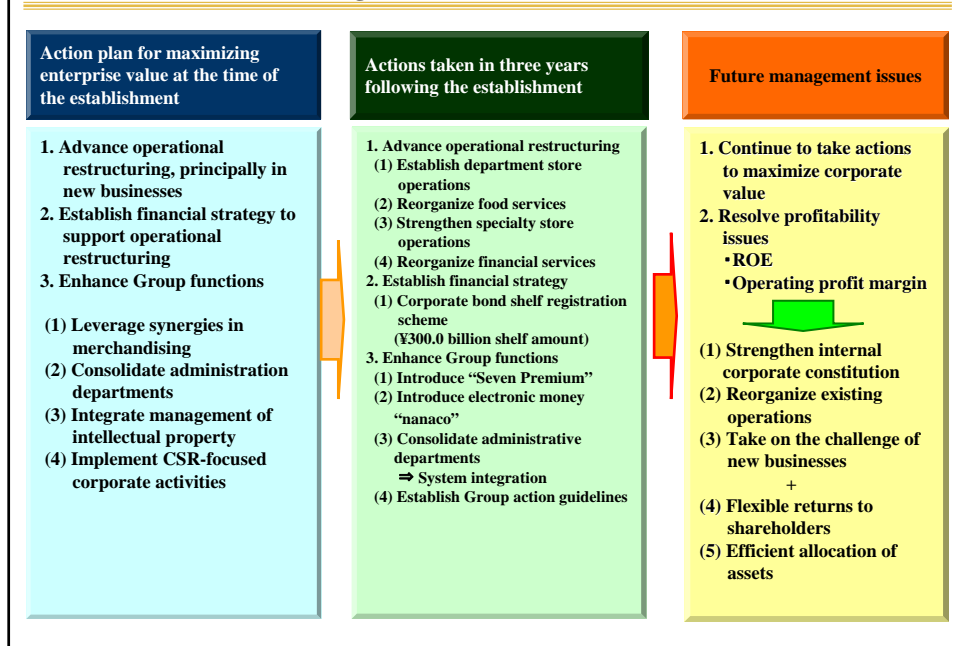 Action plan for maximizing
enterprise value at the time of
the establishment
1. Advance operational
restructuring, principally in
new businesses
2. Establish financial strategy to
support operational
restructuring
3. Enhance Group functions
(1) Leverage synergies in
merchandising
(2) Consolidate administration
departments
(3) Integrate management of
intellectual property
(4) Implement CSR-focused
corporate activities
Actions taken in three years
following the establishment
1. Advance operational restructuring
(1) Establish department store
operations
(2) Reorganize food services
(3) Strengthen specialty store
operations
(4) Reorganize financial services
2. Establish financial strategy
(1) Corporate bond shelf registration
scheme
(¥300.0 billion shelf amount)
3. Enhance Group functions
(1) Introduce “Seven Premium”
(2) Introduce electronic money
“nanaco”
(3) Consolidate administrative
departments
⇒ System integration
(4) Establish Group action guidelines
Future management issues
1. Continue to take actions
to maximize corporate
value
2. Resolve profitability
issues
・ROE
・Operating profit margin
(1) Strengthen internal
corporate constitution
(2) Reorganize existing
operations
(3) Take on the challenge of
new businesses
+
(4) Flexible returns to
shareholders
(5) Efficient allocation of
assets